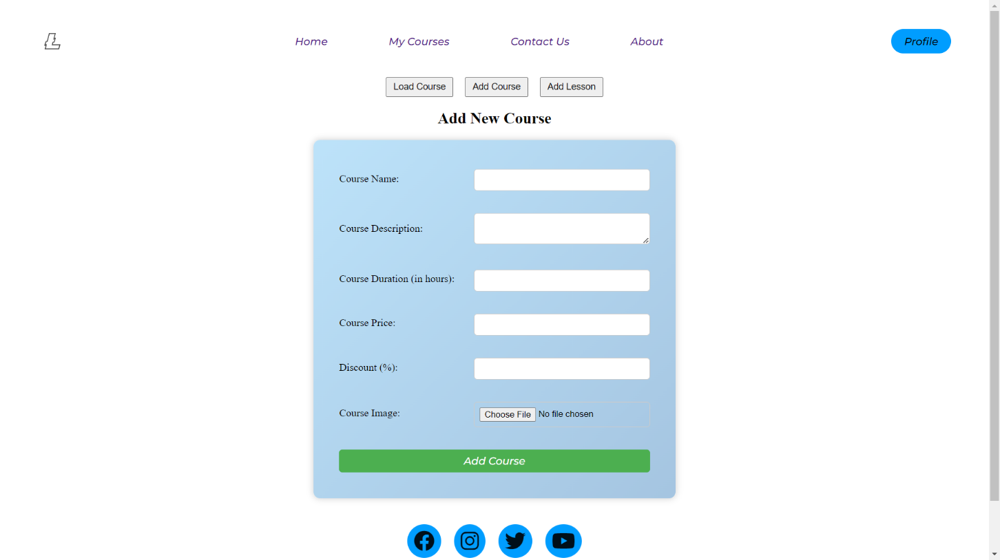 L
Home My Courses Contact Us About Profile
Load Course Add Course Add Lesson
Add New Course
Course Name:
Course Description:
Course Duration (in hours):
Course Price:
Discount (%):
Course Image: Choose File No file chosen
Add Course